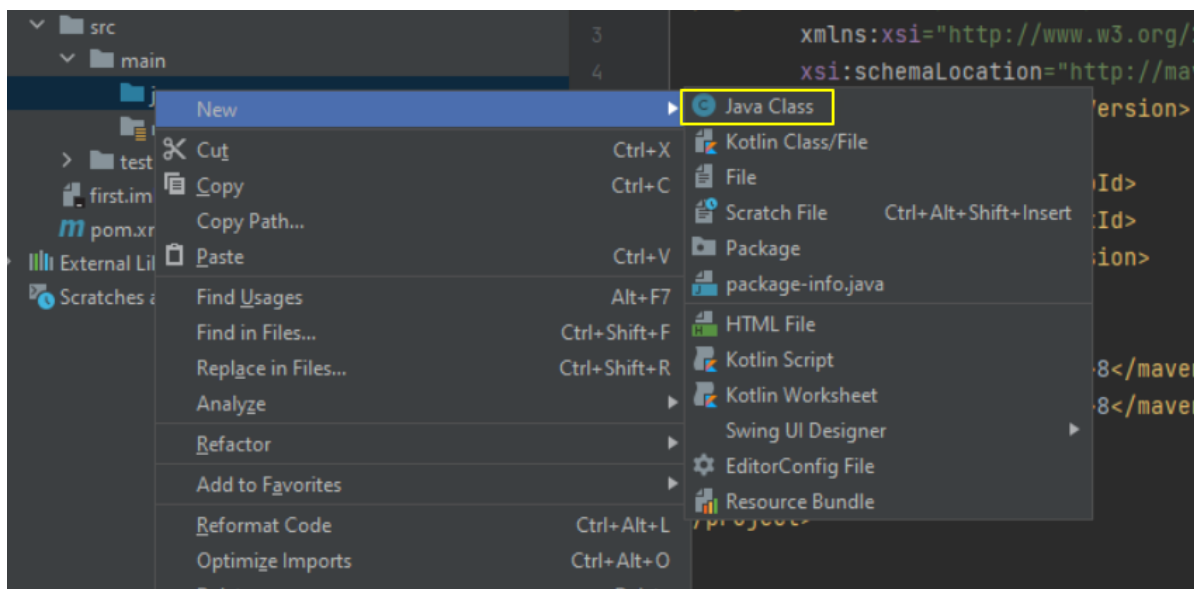 src
main
test
first.im
pom.xr
External Lil
Scratches a
New
Cut Ctrl+X
Copy Ctrl+C
Copy Path...
Paste Ctrl+V
Find Usages Alt+F7
Find in Files... Ctrl+Shift+F
Replace in Files... Ctrl+Shift+R
Analyze
Refactor
Add to Favorites
Reformat Code Ctrl+Alt+L
Optimize Imports Ctrl+Alt+O
Java Class
Kotlin Class/File
File
Scratch File Ctrl+Alt+Shift+Insert
Package
package-info.java
HTML File
Kotlin Script
Kotlin Worksheet
Swing UI Designer
EditorConfig File
Resource Bundle
3 xmlns:xsi="http://www.w3.org/
4 xsi:schemaLocation="http://ma
ersion>
Id>
tId>
sion>
8</maven
8</maven
/project>